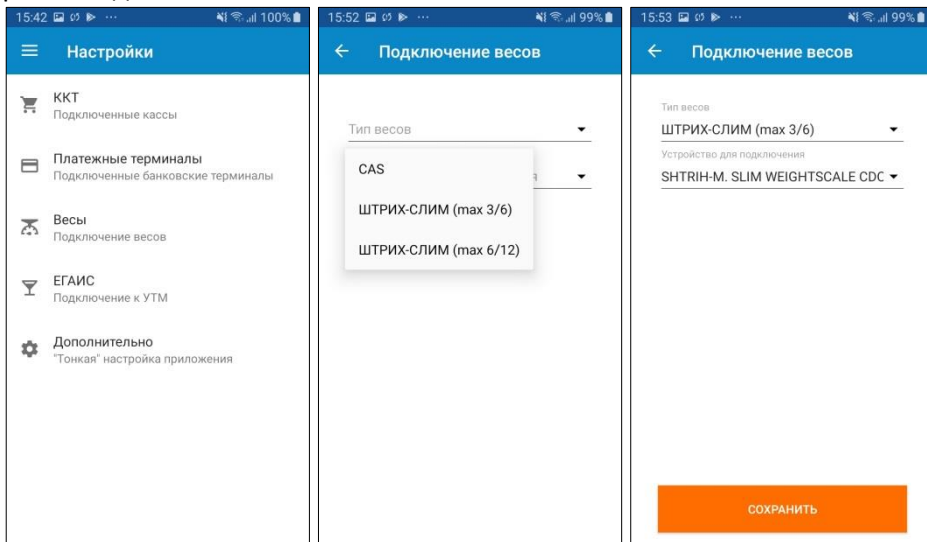 15:42 ... 100%
Настройки
ККТ
Подключенные кассы
Платежные терминалы
Подключенные банковские терминалы
Весы
Подключение весов
ЕГАИС
Подключение к УТМ
Дополнительно
"Тонкая" настройка приложения
15:52 ... 99%
Подключение весов
Тип весов
CAS
я
ШТРИХ-СЛИМ (max 3/6)
ШТРИХ-СЛИМ (max 6/12)
15:53 ... 99%
Подключение весов
Тип весов
ШТРИХ-СЛИМ (max 3/6)
Устройство для подключения
SHTRIH-M. SLIM WEIGHTSCALE CDC
СОХРАНИТЬ